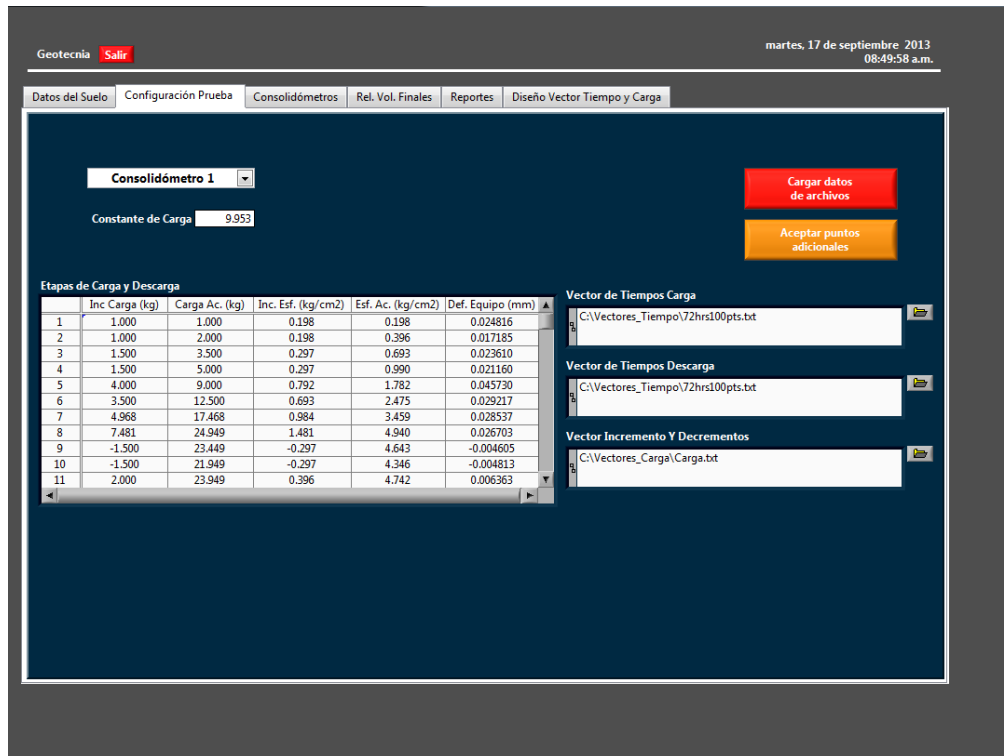 Geotecnia Salir
martes, 17 de septiembre 2013
08:49:58 a.m.
Datos del Suelo Configuración Prueba Consolidómetros Rel. Vol. Finales Reportes Diseño Vector Tiempo y Carga
Consolidómetro 1
Constante de Carga 9.953
Cargar datos
de archivos
Aceptar puntos
adicionales
Etapas de Carga y Descarga
Inc Carga (kg) Carga Ac. (kg) Inc. Esf. (kg/cm2) Esf. Ac. (kg/cm2) Def. Equipo (mm)
1 1.000 1.000 0.198 0.198 0.024816
2 1.000 2.000 0.198 0.396 0.017185
3 1.500 3.500 0.297 0.693 0.023610
4 1.500 5.000 0.297 0.990 0.021160
5 4.000 9.000 0.792 1.782 0.045730
6 3.500 12.500 0.693 2.475 0.029217
7 4.968 17.468 0.984 3.459 0.028537
8 7.481 24.949 1.481 4.940 0.026703
9 -1.500 23.449 -0.297 4.643 -0.004605
10 -1.500 21.949 -0.297 4.346 -0.004813
11 2.000 23.949 0.396 4.742 0.006363
Vector de Tiempos Carga
C:\Vectores_Tiempo\72hrs100pts.txt
Vector de Tiempos Descarga
C:\Vectores_Tiempo\72hrs100pts.txt
Vector Incremento Y Decrementos
C:\Vectores_Carga\Carga.txt